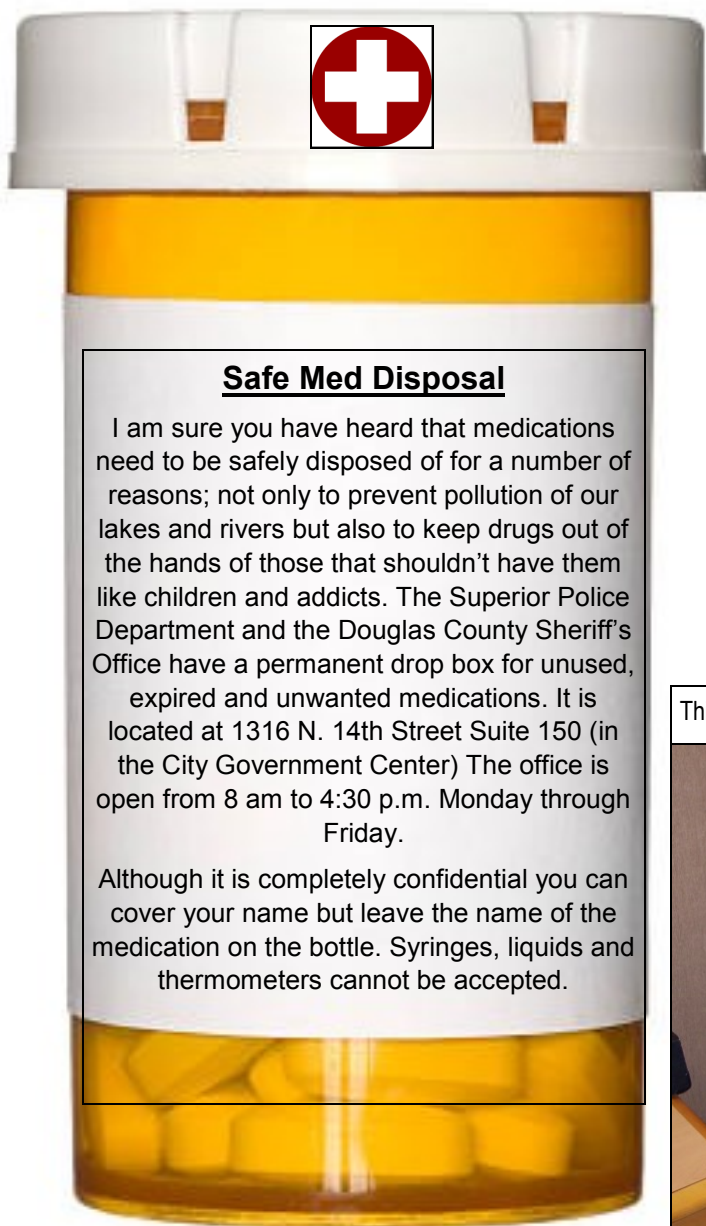 Safe Med Disposal
I am sure you have heard that medications
need to be safely disposed of for a number of
reasons; not only to prevent pollution of our
lakes and rivers but also to keep drugs out of
the hands of those that shouldn't have them
like children and addicts. The Superior Police
Department and the Douglas County Sheriff's
Office have a permanent drop box for unused,
expired and unwanted medications. It is
located at 1316 N. 14th Street Suite 150 (in
the City Government Center) The office is
open from 8 am to 4:30 p.m. Monday through
Friday.
Although it is completely confidential you can
cover your name but leave the name of the
medication on the bottle. Syringes, liquids and
thermometers cannot be accepted.